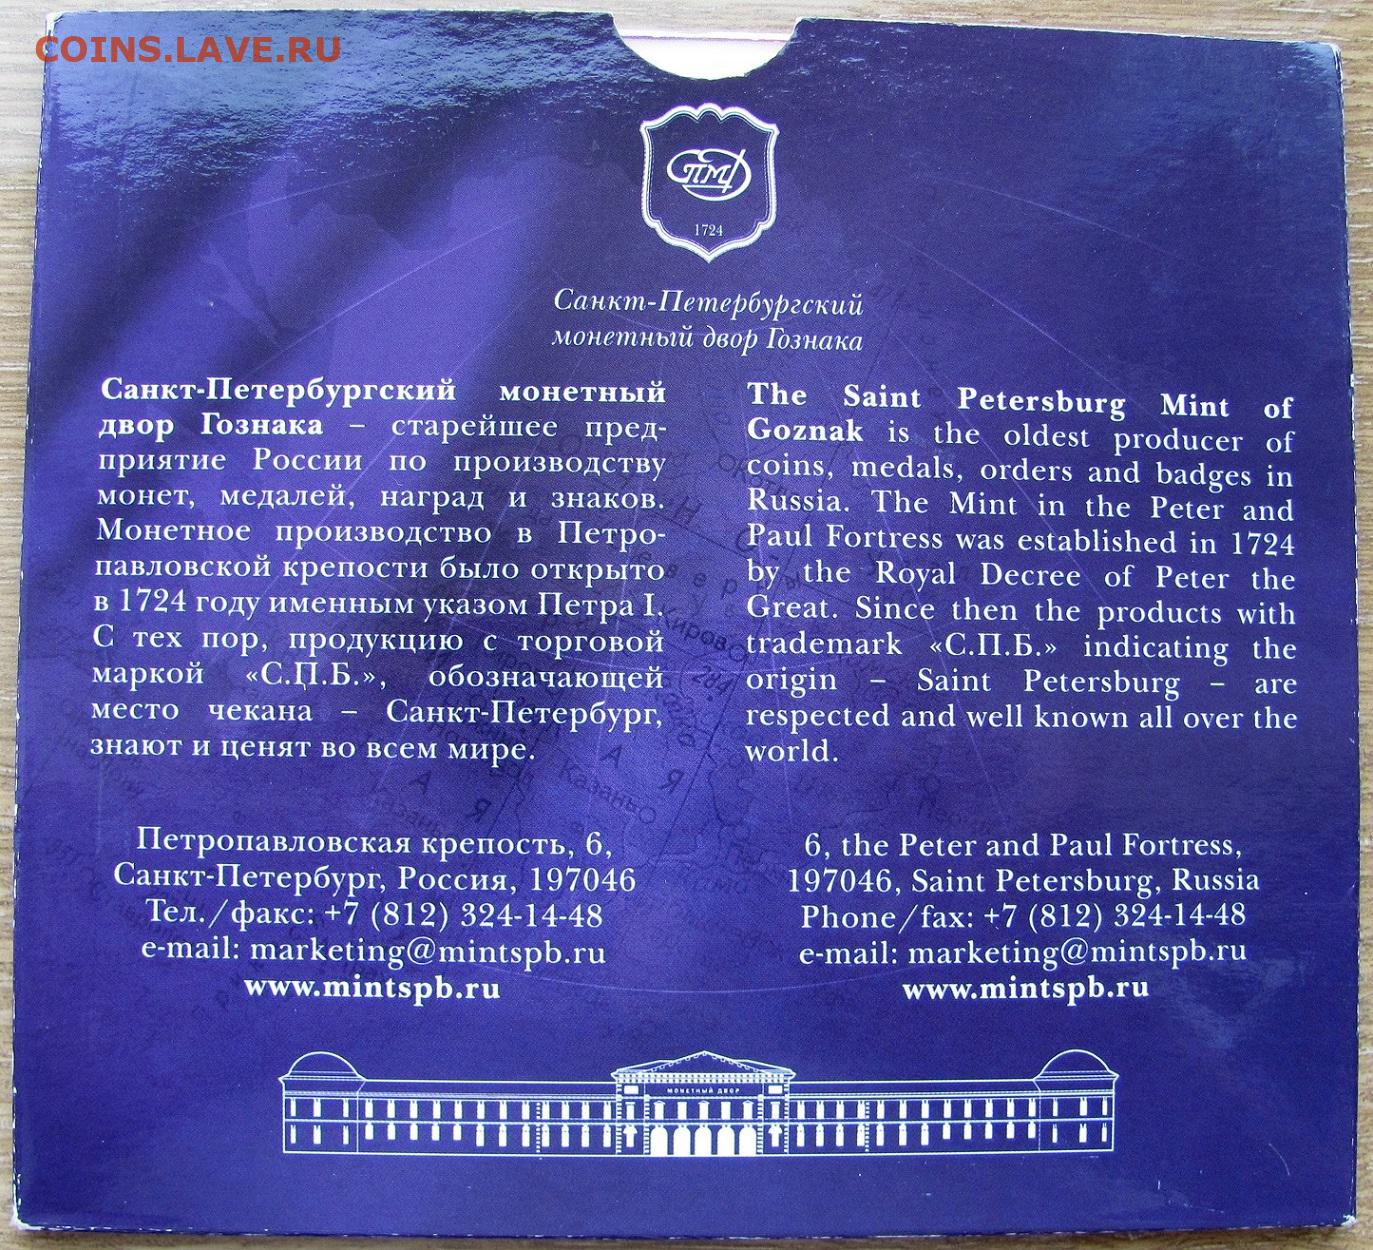 COINS.LAVE.RU
СПМД
1724
Санкт-Петербургский
монетный двор Гознака
Санкт-Петербургский монетный
двор Гознака – старейшее пред-
приятие России по производству
монет, медалей, наград и знаков.
Монетное производство в Петро-
павловской крепости было открыто
в 1724 году именным указом Петра I.
С тех пор, продукцию с торговой
маркой «С.П.Б.», обозначающей
место чекана – Санкт-Петербург,
знают и ценят во всем мире.
The Saint Petersburg Mint of
Goznak is the oldest producer of
coins, medals, orders and badges in
Russia. The Mint in the Peter and
Paul Fortress was established in 1724
by the Royal Decree of Peter the
Great. Since then the products with
trademark «С.П.Б.» indicating the
origin – Saint Petersburg – are
respected and well known all over the
world.
Петропавловская крепость, 6,
Санкт-Петербург, Россия, 197046
Тел./факс: +7 (812) 324-14-48
e-mail: marketing@mintspb.ru
www.mintspb.ru
6, the Peter and Paul Fortress,
197046, Saint Petersburg, Russia
Phone/fax: +7 (812) 324-14-48
e-mail: marketing@mintspb.ru
www.mintspb.ru
МОНЕТНЫЙ ДВОР